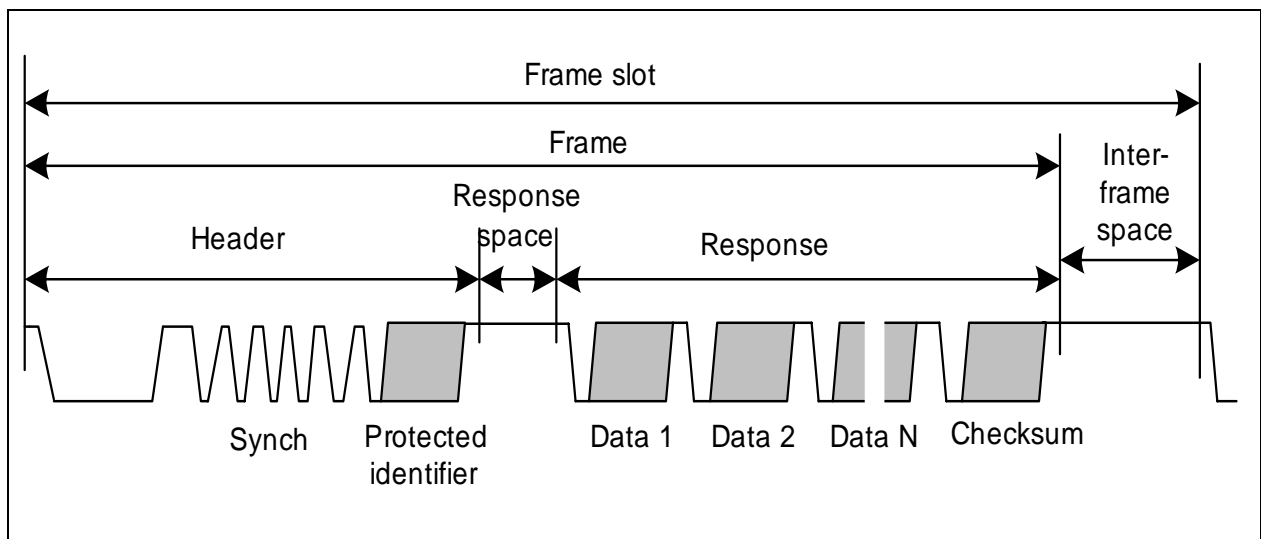 Frame slot
Frame
Inter-
frame
space
Response
space
Header
Response
Synch
Protected
identifier
Data 1
Data 2
Data N
Checksum